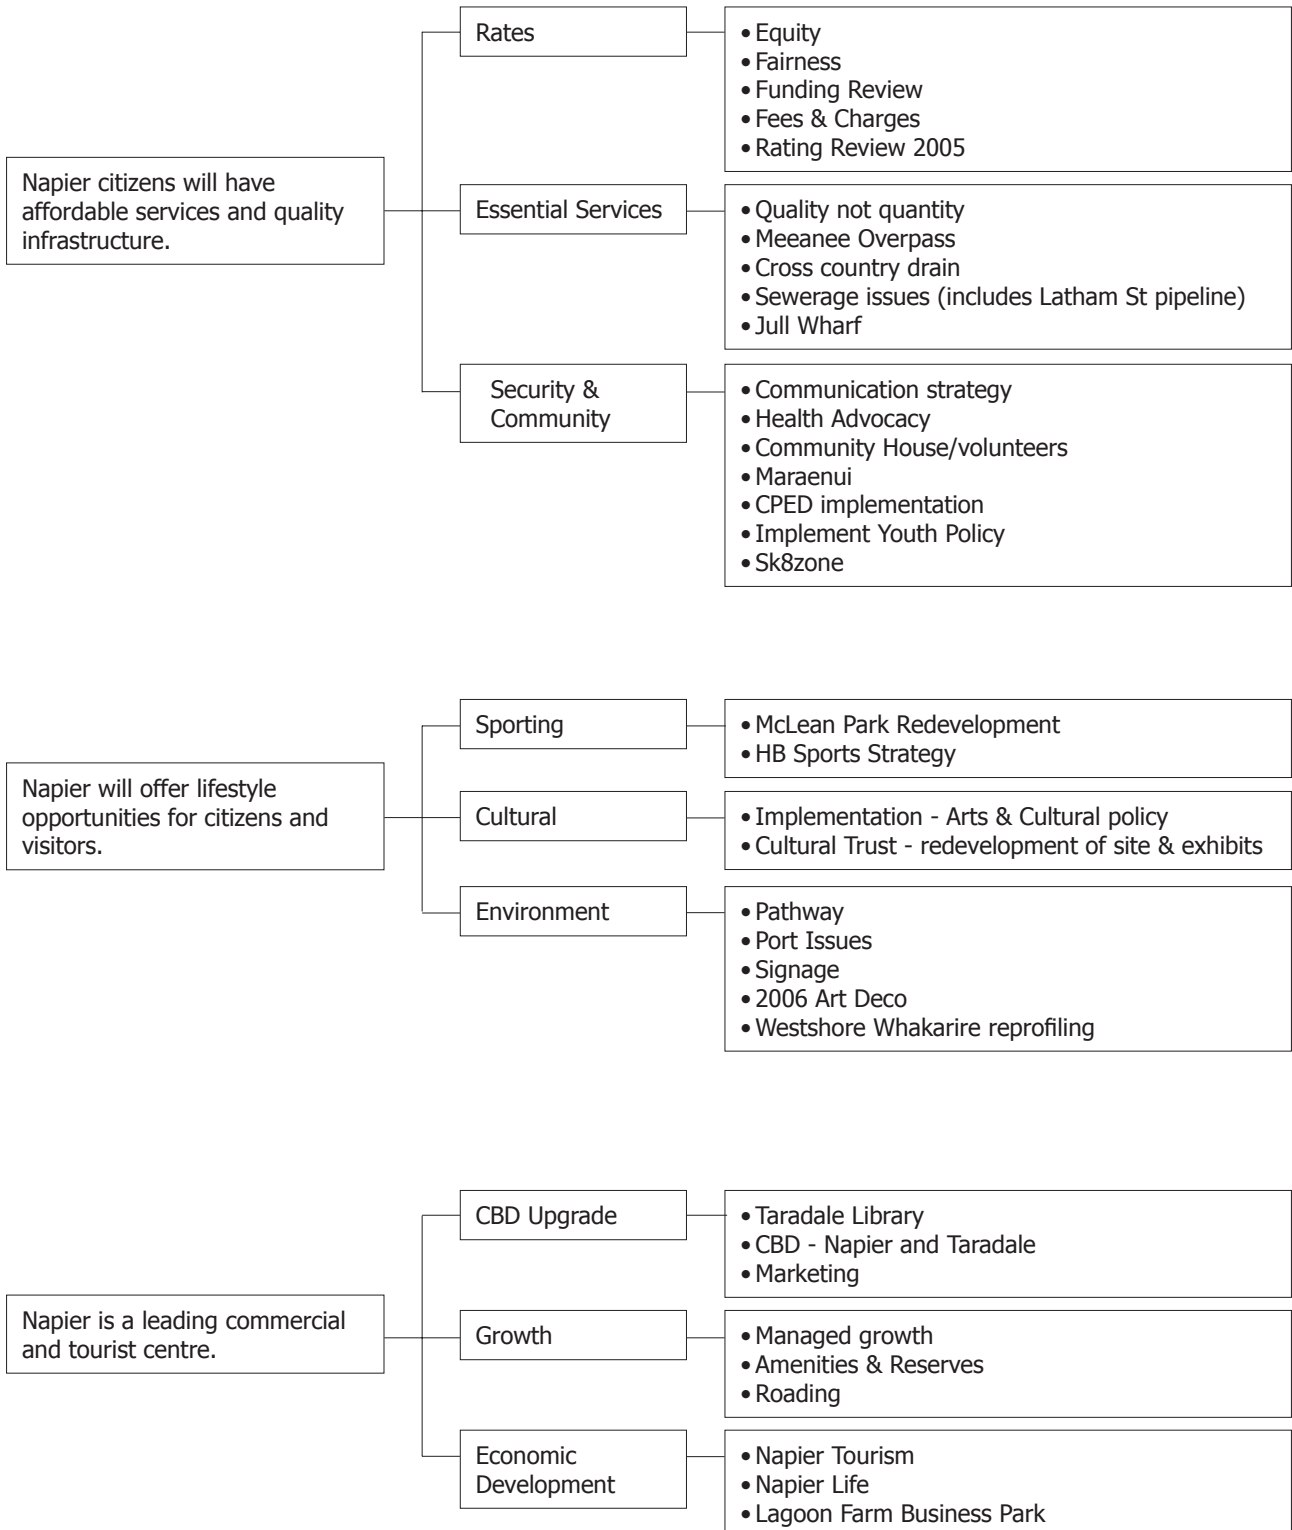 Napier citizens will have
affordable services and quality
infrastructure.
Rates
• Equity
• Fairness
• Funding Review
• Fees & Charges
• Rating Review 2005
Essential Services
• Quality not quantity
• Meeanee Overpass
• Cross country drain
• Sewerage issues (includes Latham St pipeline)
• Jull Wharf
Security &
Community
• Communication strategy
• Health Advocacy
• Community House/volunteers
• Maraenui
• CPED implementation
• Implement Youth Policy
• Sk8zone
Napier will offer lifestyle
opportunities for citizens and
visitors.
Sporting
• McLean Park Redevelopment
• HB Sports Strategy
Cultural
• Implementation - Arts & Cultural policy
• Cultural Trust - redevelopment of site & exhibits
Environment
• Pathway
• Port Issues
• Signage
• 2006 Art Deco
• Westshore Whakarire reprofiling
Napier is a leading commercial
and tourist centre.
CBD Upgrade
• Taradale Library
• CBD - Napier and Taradale
• Marketing
Growth
• Managed growth
• Amenities & Reserves
• Roading
Economic
Development
• Napier Tourism
• Napier Life
• Lagoon Farm Business Park